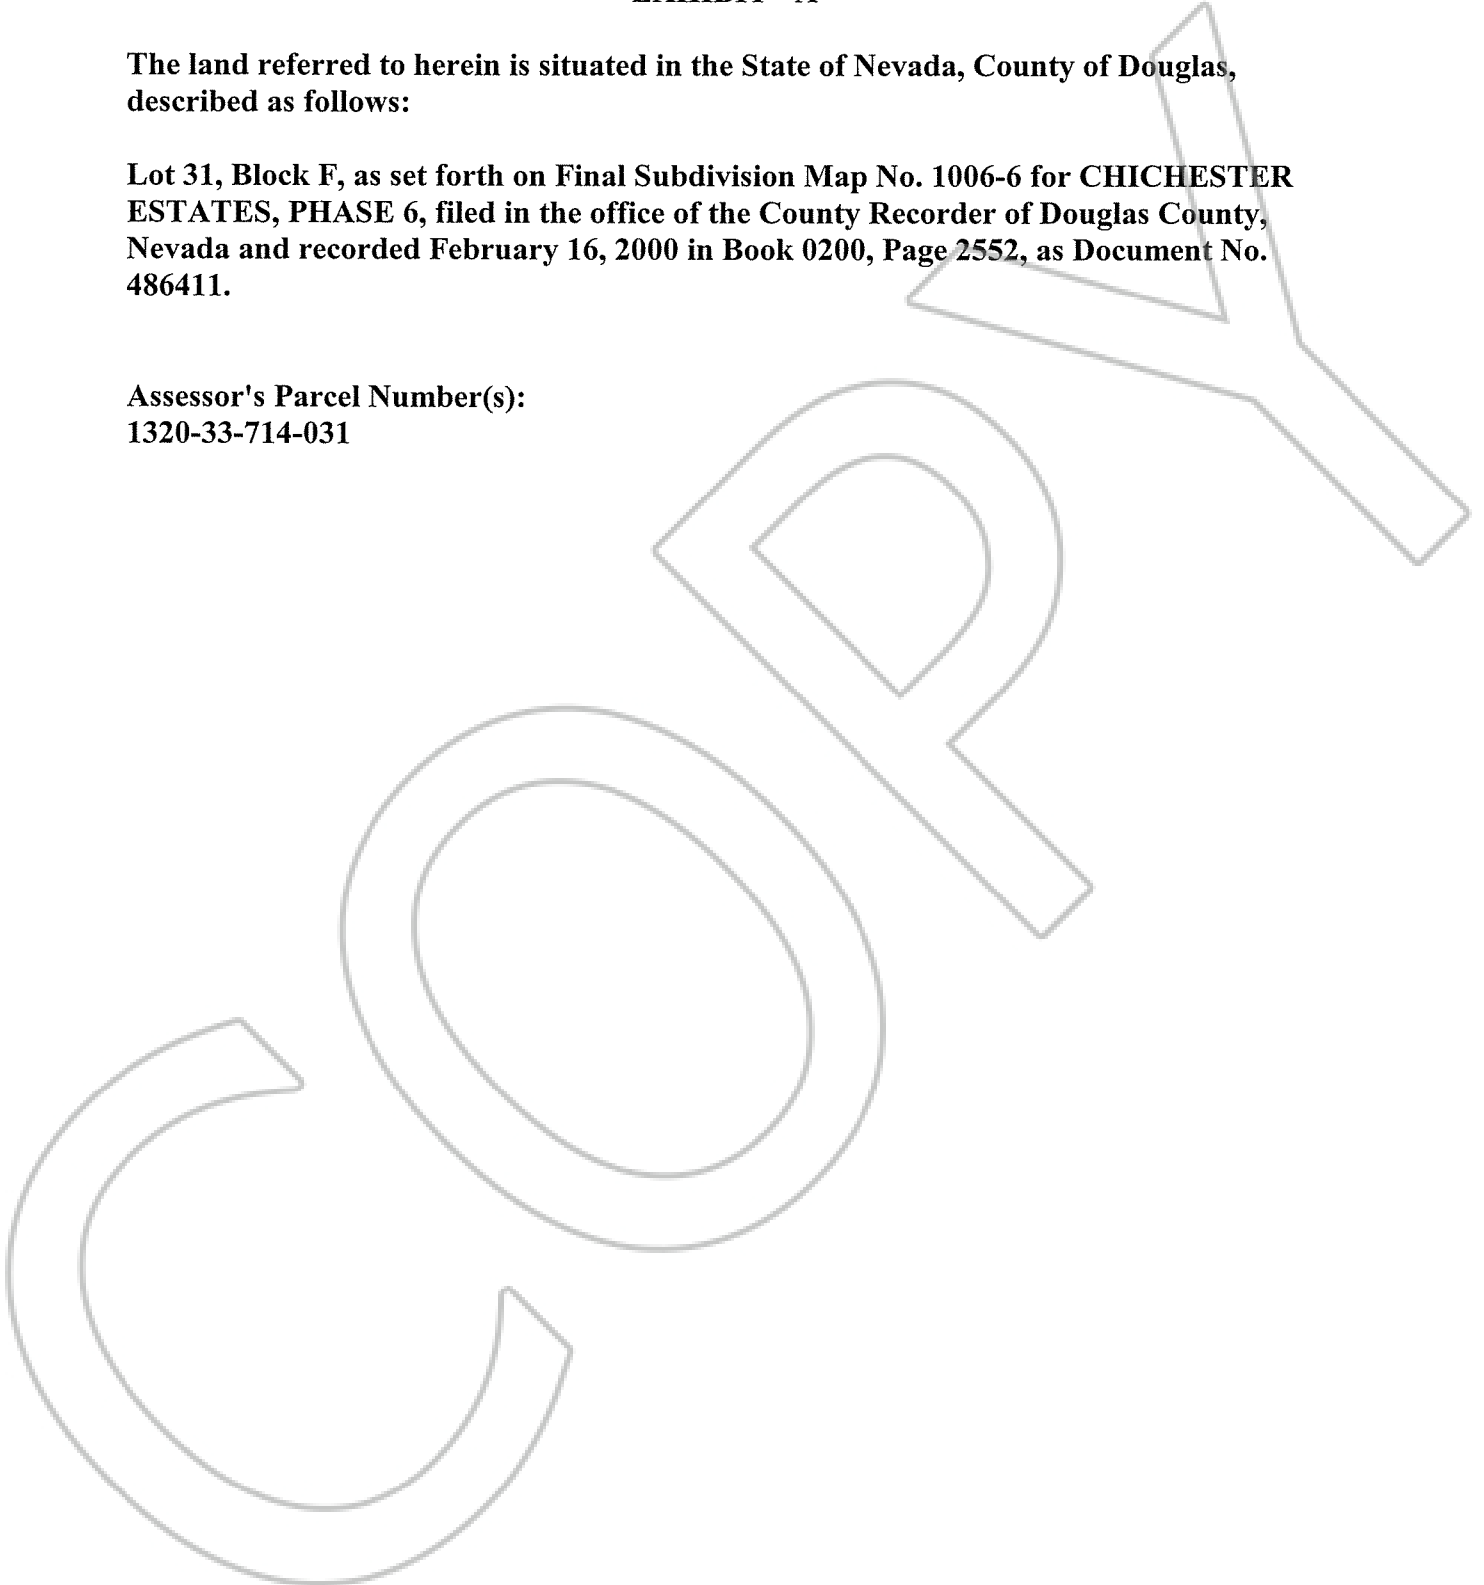 The land referred to herein is situated in the State of Nevada, County of Douglas,
described as follows:
Lot 31, Block F, as set forth on Final Subdivision Map No. 1006-6 for CHICHESTER
ESTATES, PHASE 6, filed in the office of the County Recorder of Douglas County,
Nevada and recorded February 16, 2000 in Book 0200, Page 2552, as Document No.
486411.
Assessor's Parcel Number(s):
1320-33-714-031
COPY